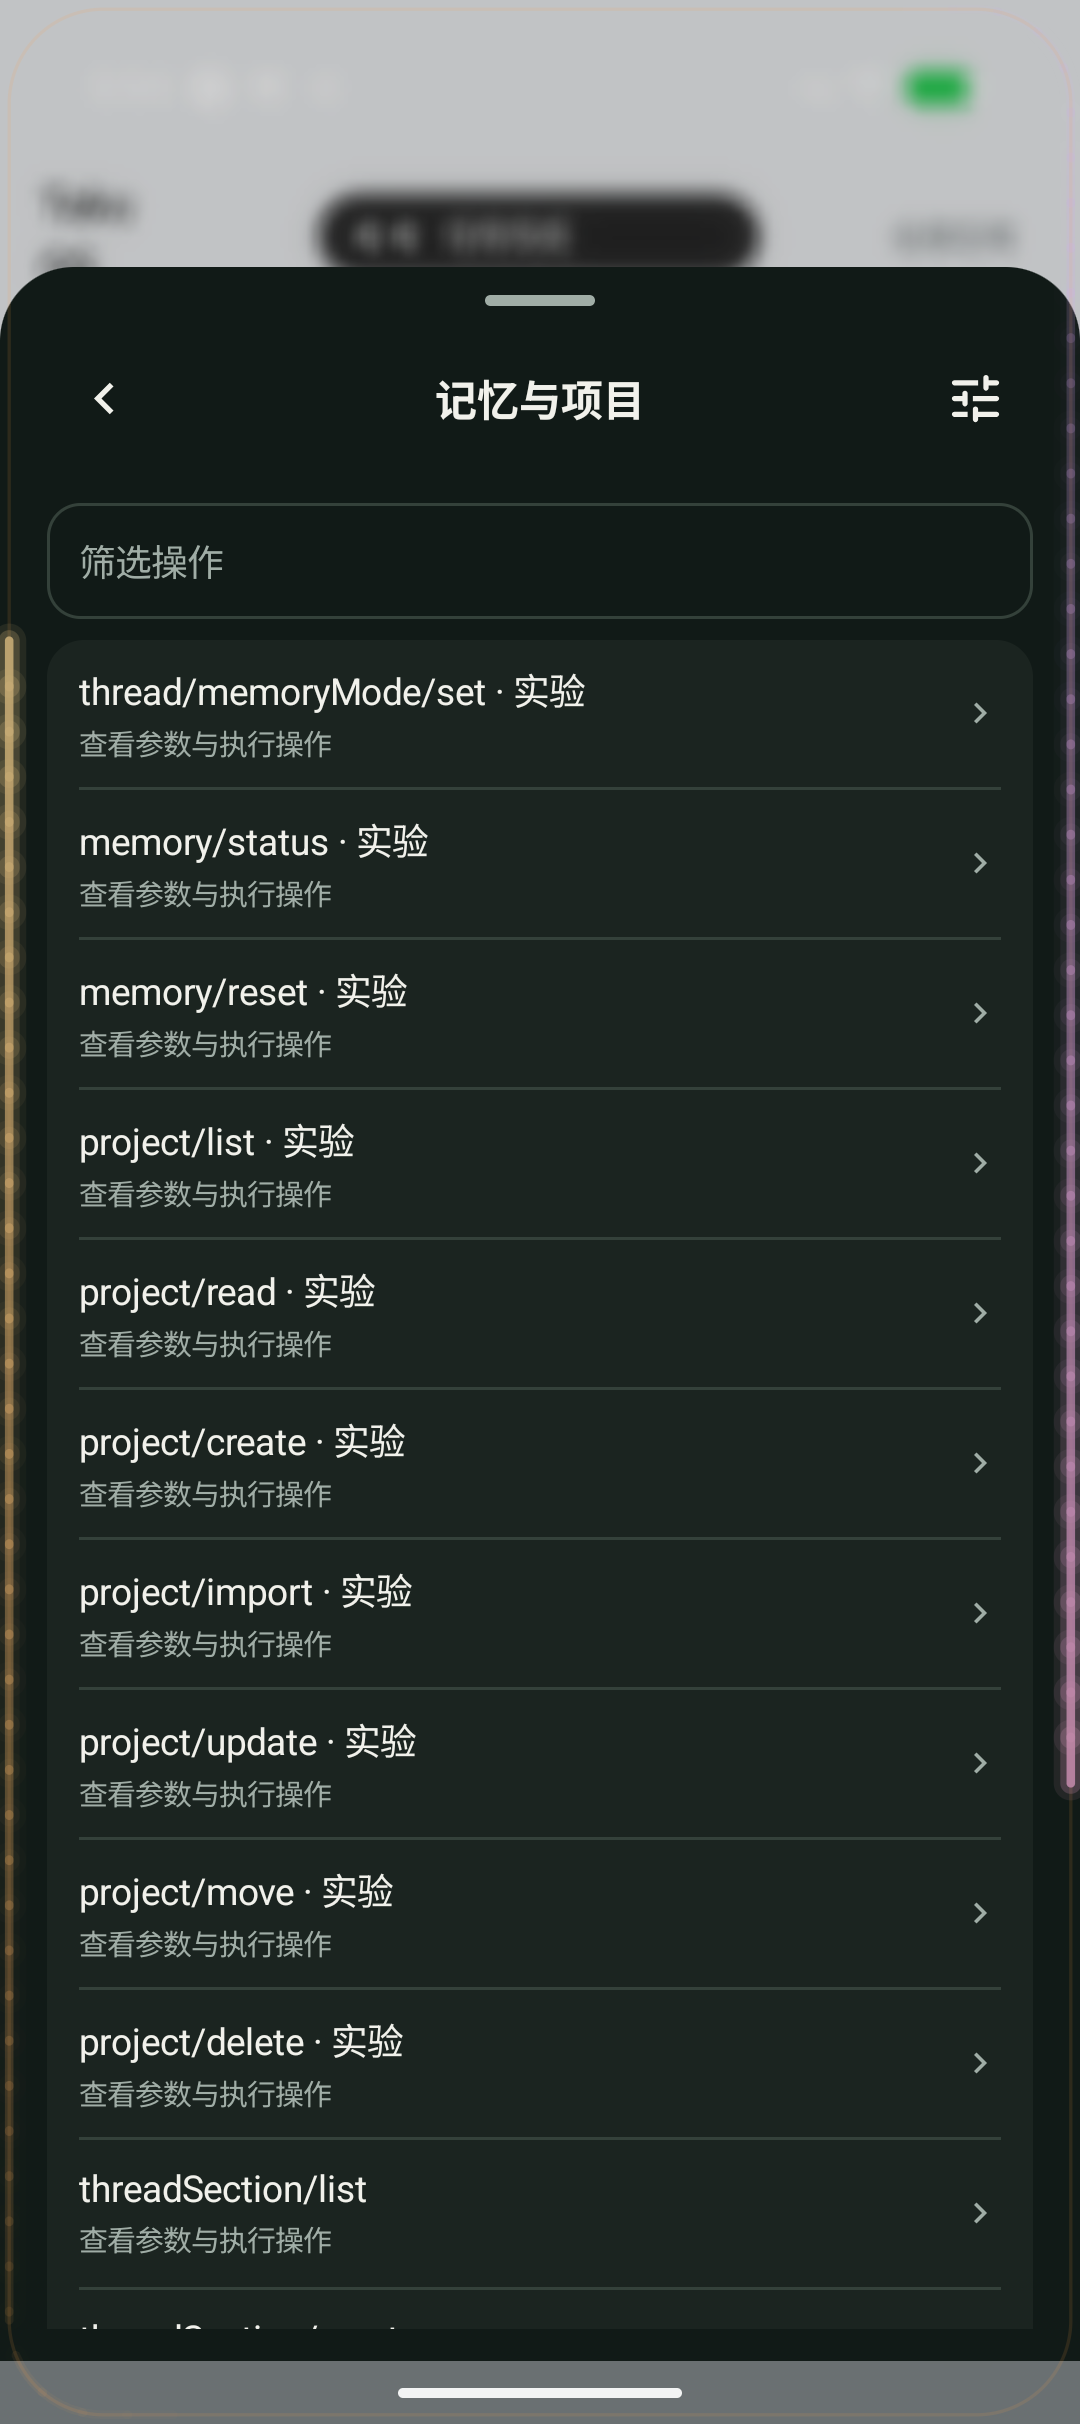 记忆与项目
筛选操作
thread/memoryMode/set · 实验
查看参数与执行操作
memory/status · 实验
查看参数与执行操作
memory/reset · 实验
查看参数与执行操作
project/list · 实验
查看参数与执行操作
project/read · 实验
查看参数与执行操作
project/create · 实验
查看参数与执行操作
project/import · 实验
查看参数与执行操作
project/update · 实验
查看参数与执行操作
project/move · 实验
查看参数与执行操作
project/delete · 实验
查看参数与执行操作
threadSection/list
查看参数与执行操作